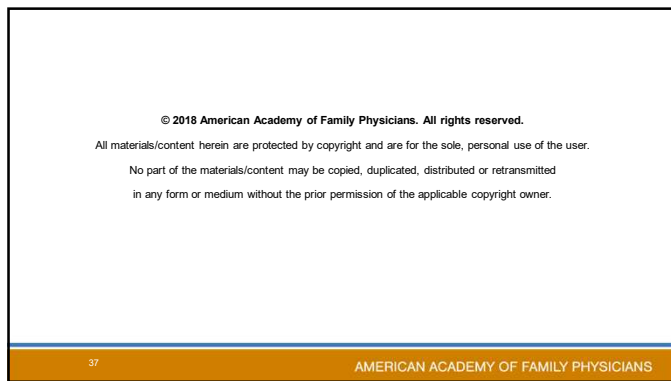 © 2018 American Academy of Family Physicians. All rights reserved.
All materials/content herein are protected by copyright and are for the sole, personal use of the user.
No part of the materials/content may be copied, duplicated, distributed or retransmitted
in any form or medium without the prior permission of the applicable copyright owner.
37
AMERICAN ACADEMY OF FAMILY PHYSICIANS